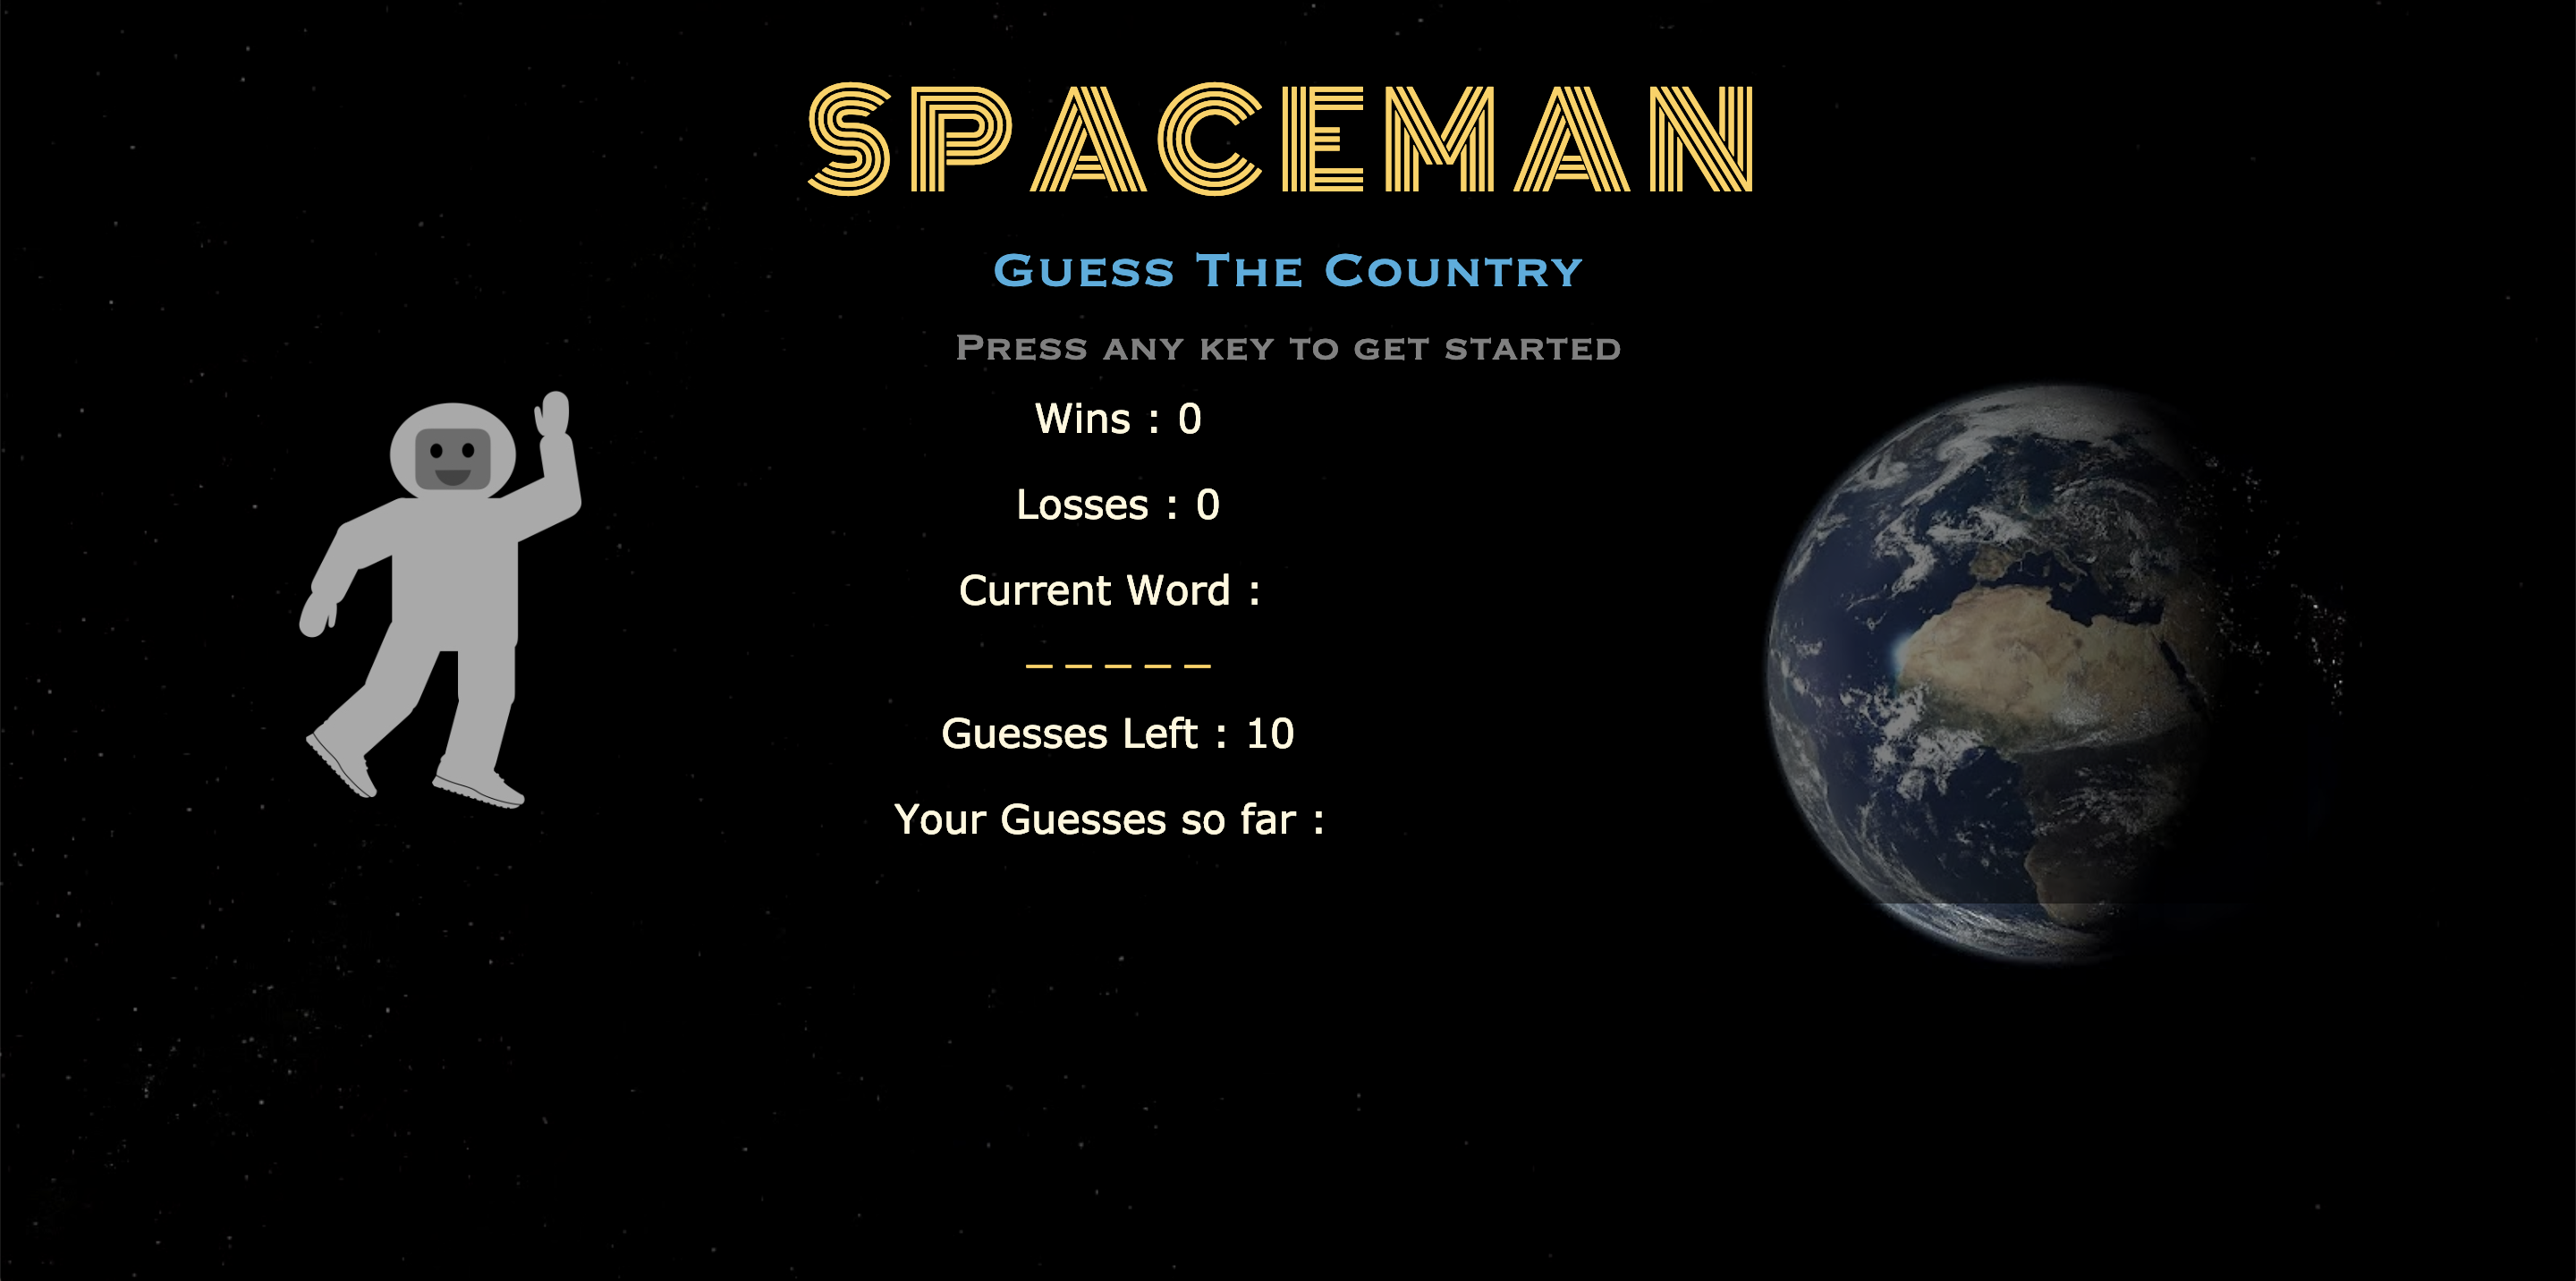 SPACEMAN
Guess The Country
Press any key to get started
Wins : 0
Losses : 0
Current Word :
_ _ _ _ _
Guesses Left : 10
Your Guesses so far :